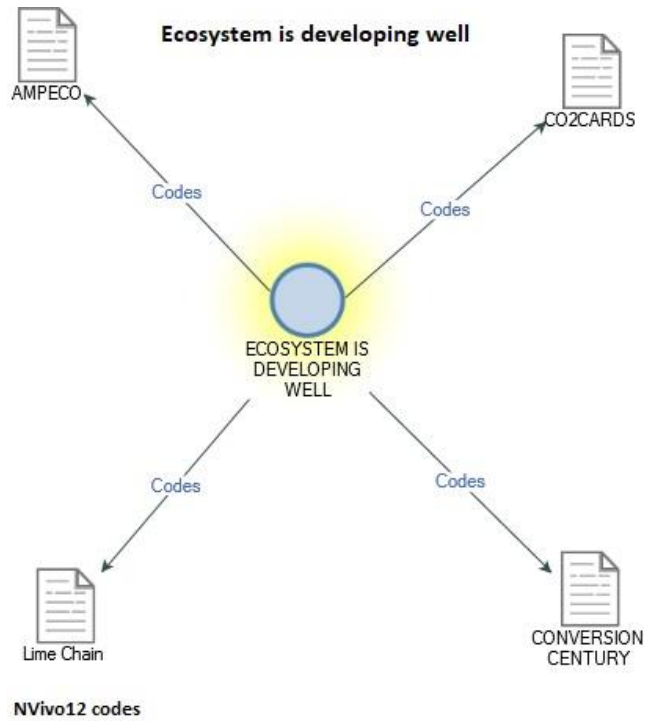 Ecosystem is developing well
AMPECO
CO2CARDS
Codes
Codes
ECOSYSTEM IS
DEVELOPING
WELL
Codes
Codes
Lime Chain
CONVERSION
CENTURY
NVivo12 codes